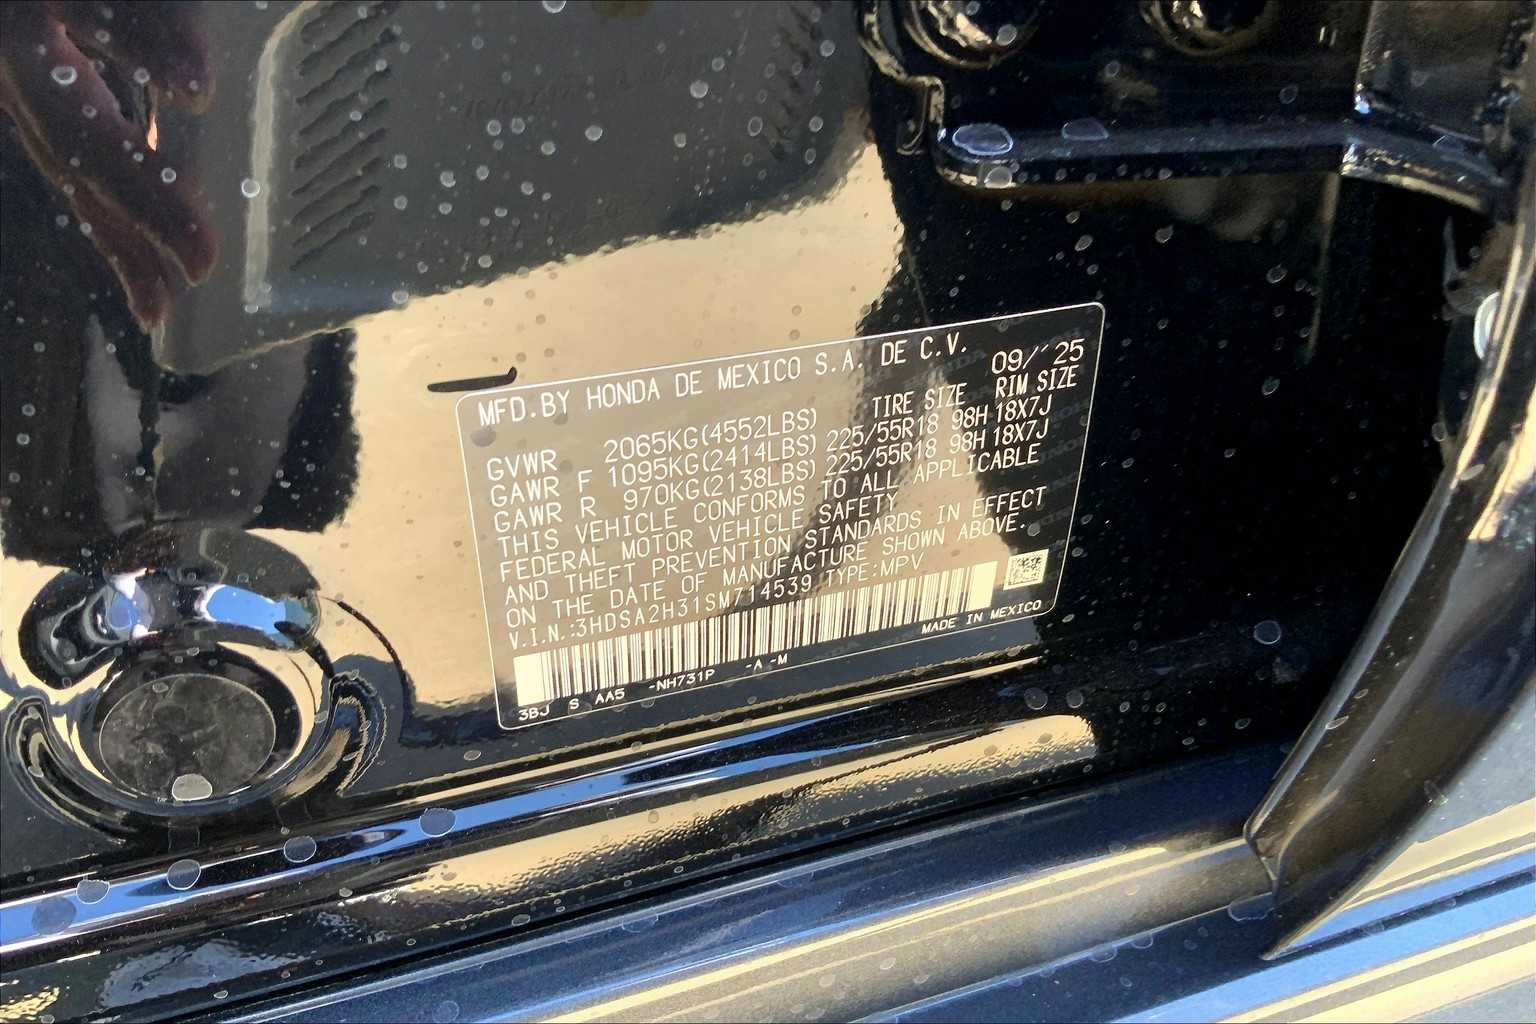 MFD.BY HONDA DE MEXICO S.A. DE C.V.
09/'25
TIRE SIZE RIM SIZE
GVWR 2065KG(4552LBS)
GAWR F 1095KG(2414LBS) 225/55R18 98H 18X7J
GAWR R 970KG(2138LBS) 225/55R18 98H 18X7J
THIS VEHICLE CONFORMS TO ALL APPLICABLE
FEDERAL MOTOR VEHICLE SAFETY
AND THEFT PREVENTION STANDARDS IN EFFECT
ON THE DATE OF MANUFACTURE SHOWN ABOVE.
V.I.N.:3HDSA2H31SM714539 TYPE:MPV
MADE IN MEXICO
3BJ S AA5 -NH731P -A -M